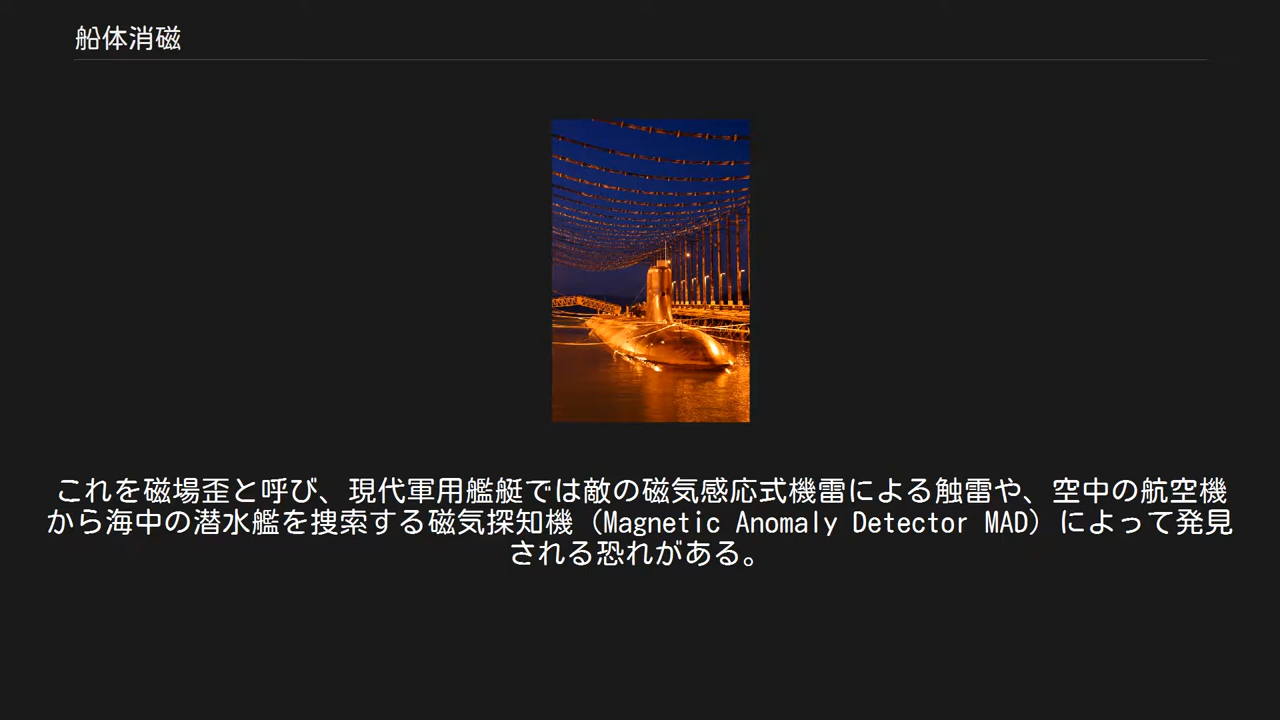 船体消磁
これを磁場歪と呼び、現代軍用艦艇では敵の磁気感応式機雷による触雷や、空中の航空機
から海中の潜水艦を捜索する磁気探知機（Magnetic Anomaly Detector MAD）によって発見
される恐れがある。